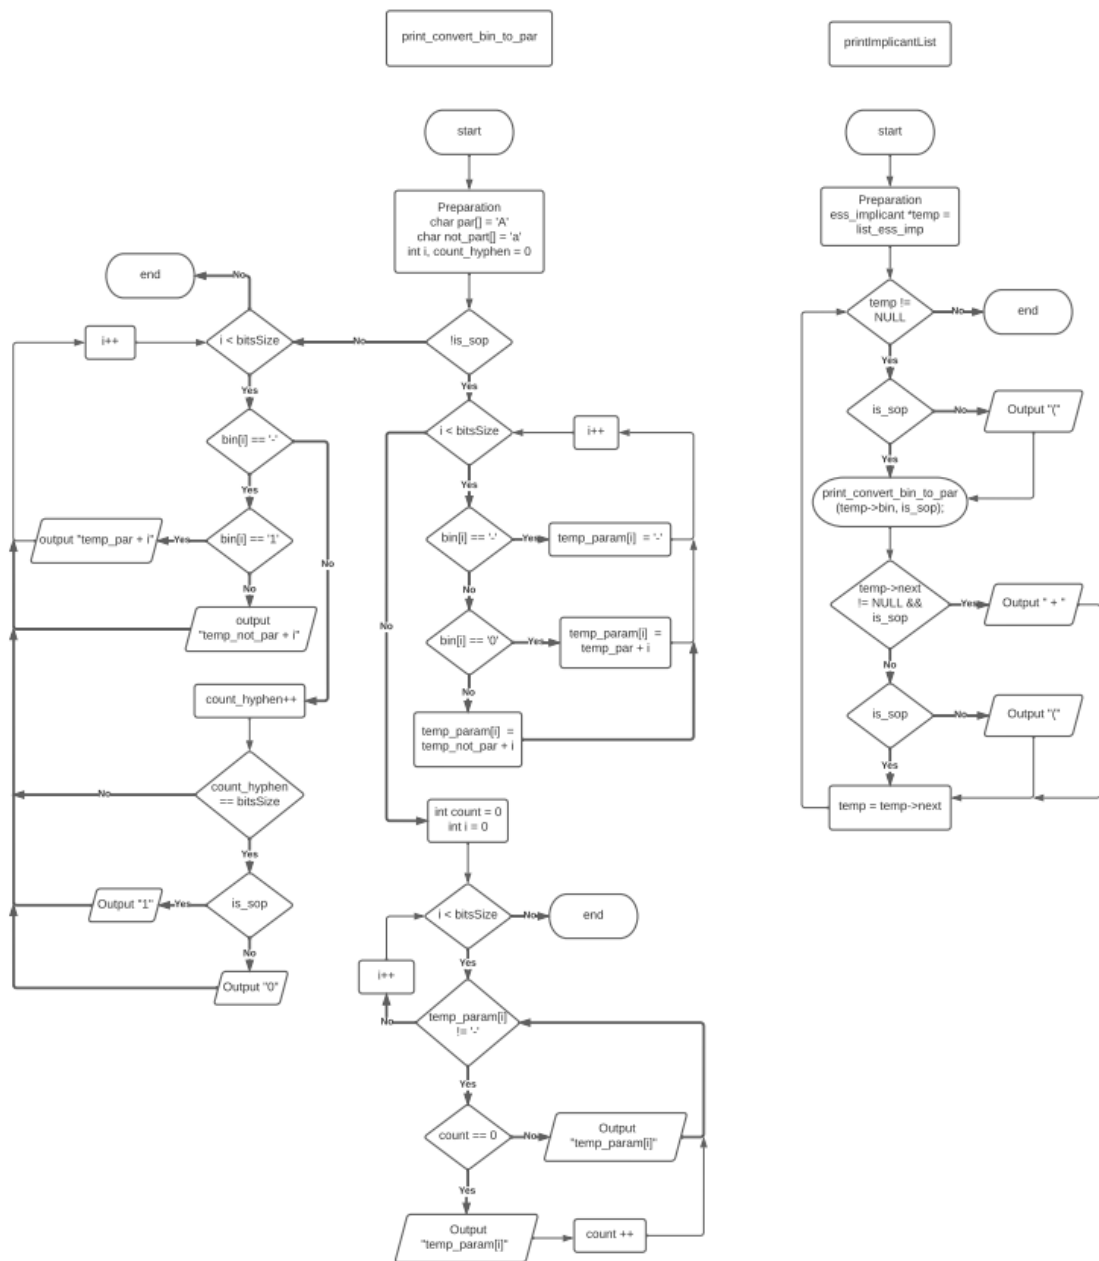 print_convert_bin_to_par
printImplicantList
start
start
Preparation
char par[] = 'A'
char not_part[] = 'a'
int i, count_hyphen = 0
Preparation
ess_implicant *temp =
list_ess_imp
end
No
i++
i < bitsSize
No
!is_sop
temp !=
NULL
No
end
Yes
Yes
Yes
bin[i] == '-'
i < bitsSize
i++
is_sop
No
Output "("
Yes
Yes
Yes
print_convert_bin_to_par
(temp->bin, is_sop);
output "temp_par + i"
Yes
bin[i] == '1'
No
bin[i] == '-'
Yes
temp_param[i] = '-'
No
No
output
"temp_not_par + i"
No
bin[i] == '0'
Yes
temp_param[i] =
temp_par + i
temp->next
!= NULL &&
is_sop
Yes
Output " + "
No
No
count_hyphen++
temp_param[i] =
temp_not_par + i
is_sop
No
Output "("
Yes
count_hyphen
== bitsSize
No
int count = 0
int i = 0
temp = temp->next
Yes
Output "1"
Yes
is_sop
i < bitsSize
No
end
No
Yes
Output "0"
i++
No
temp_param[i]
!= '-'
Yes
count == 0
No
Output
"temp_param[i]"
Yes
Output
"temp_param[i]"
count ++